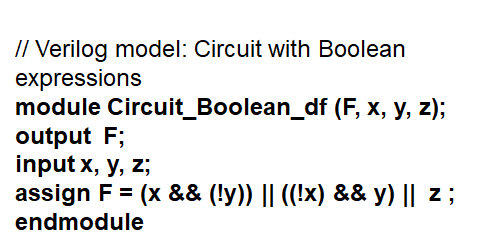 // Verilog model: Circuit with Boolean
expressions
module Circuit_Boolean_df (F, x, y, z);
output  F;
input x, y, z;
assign F = (x && (!y)) || ((!x) && y) ||  z ;
endmodule